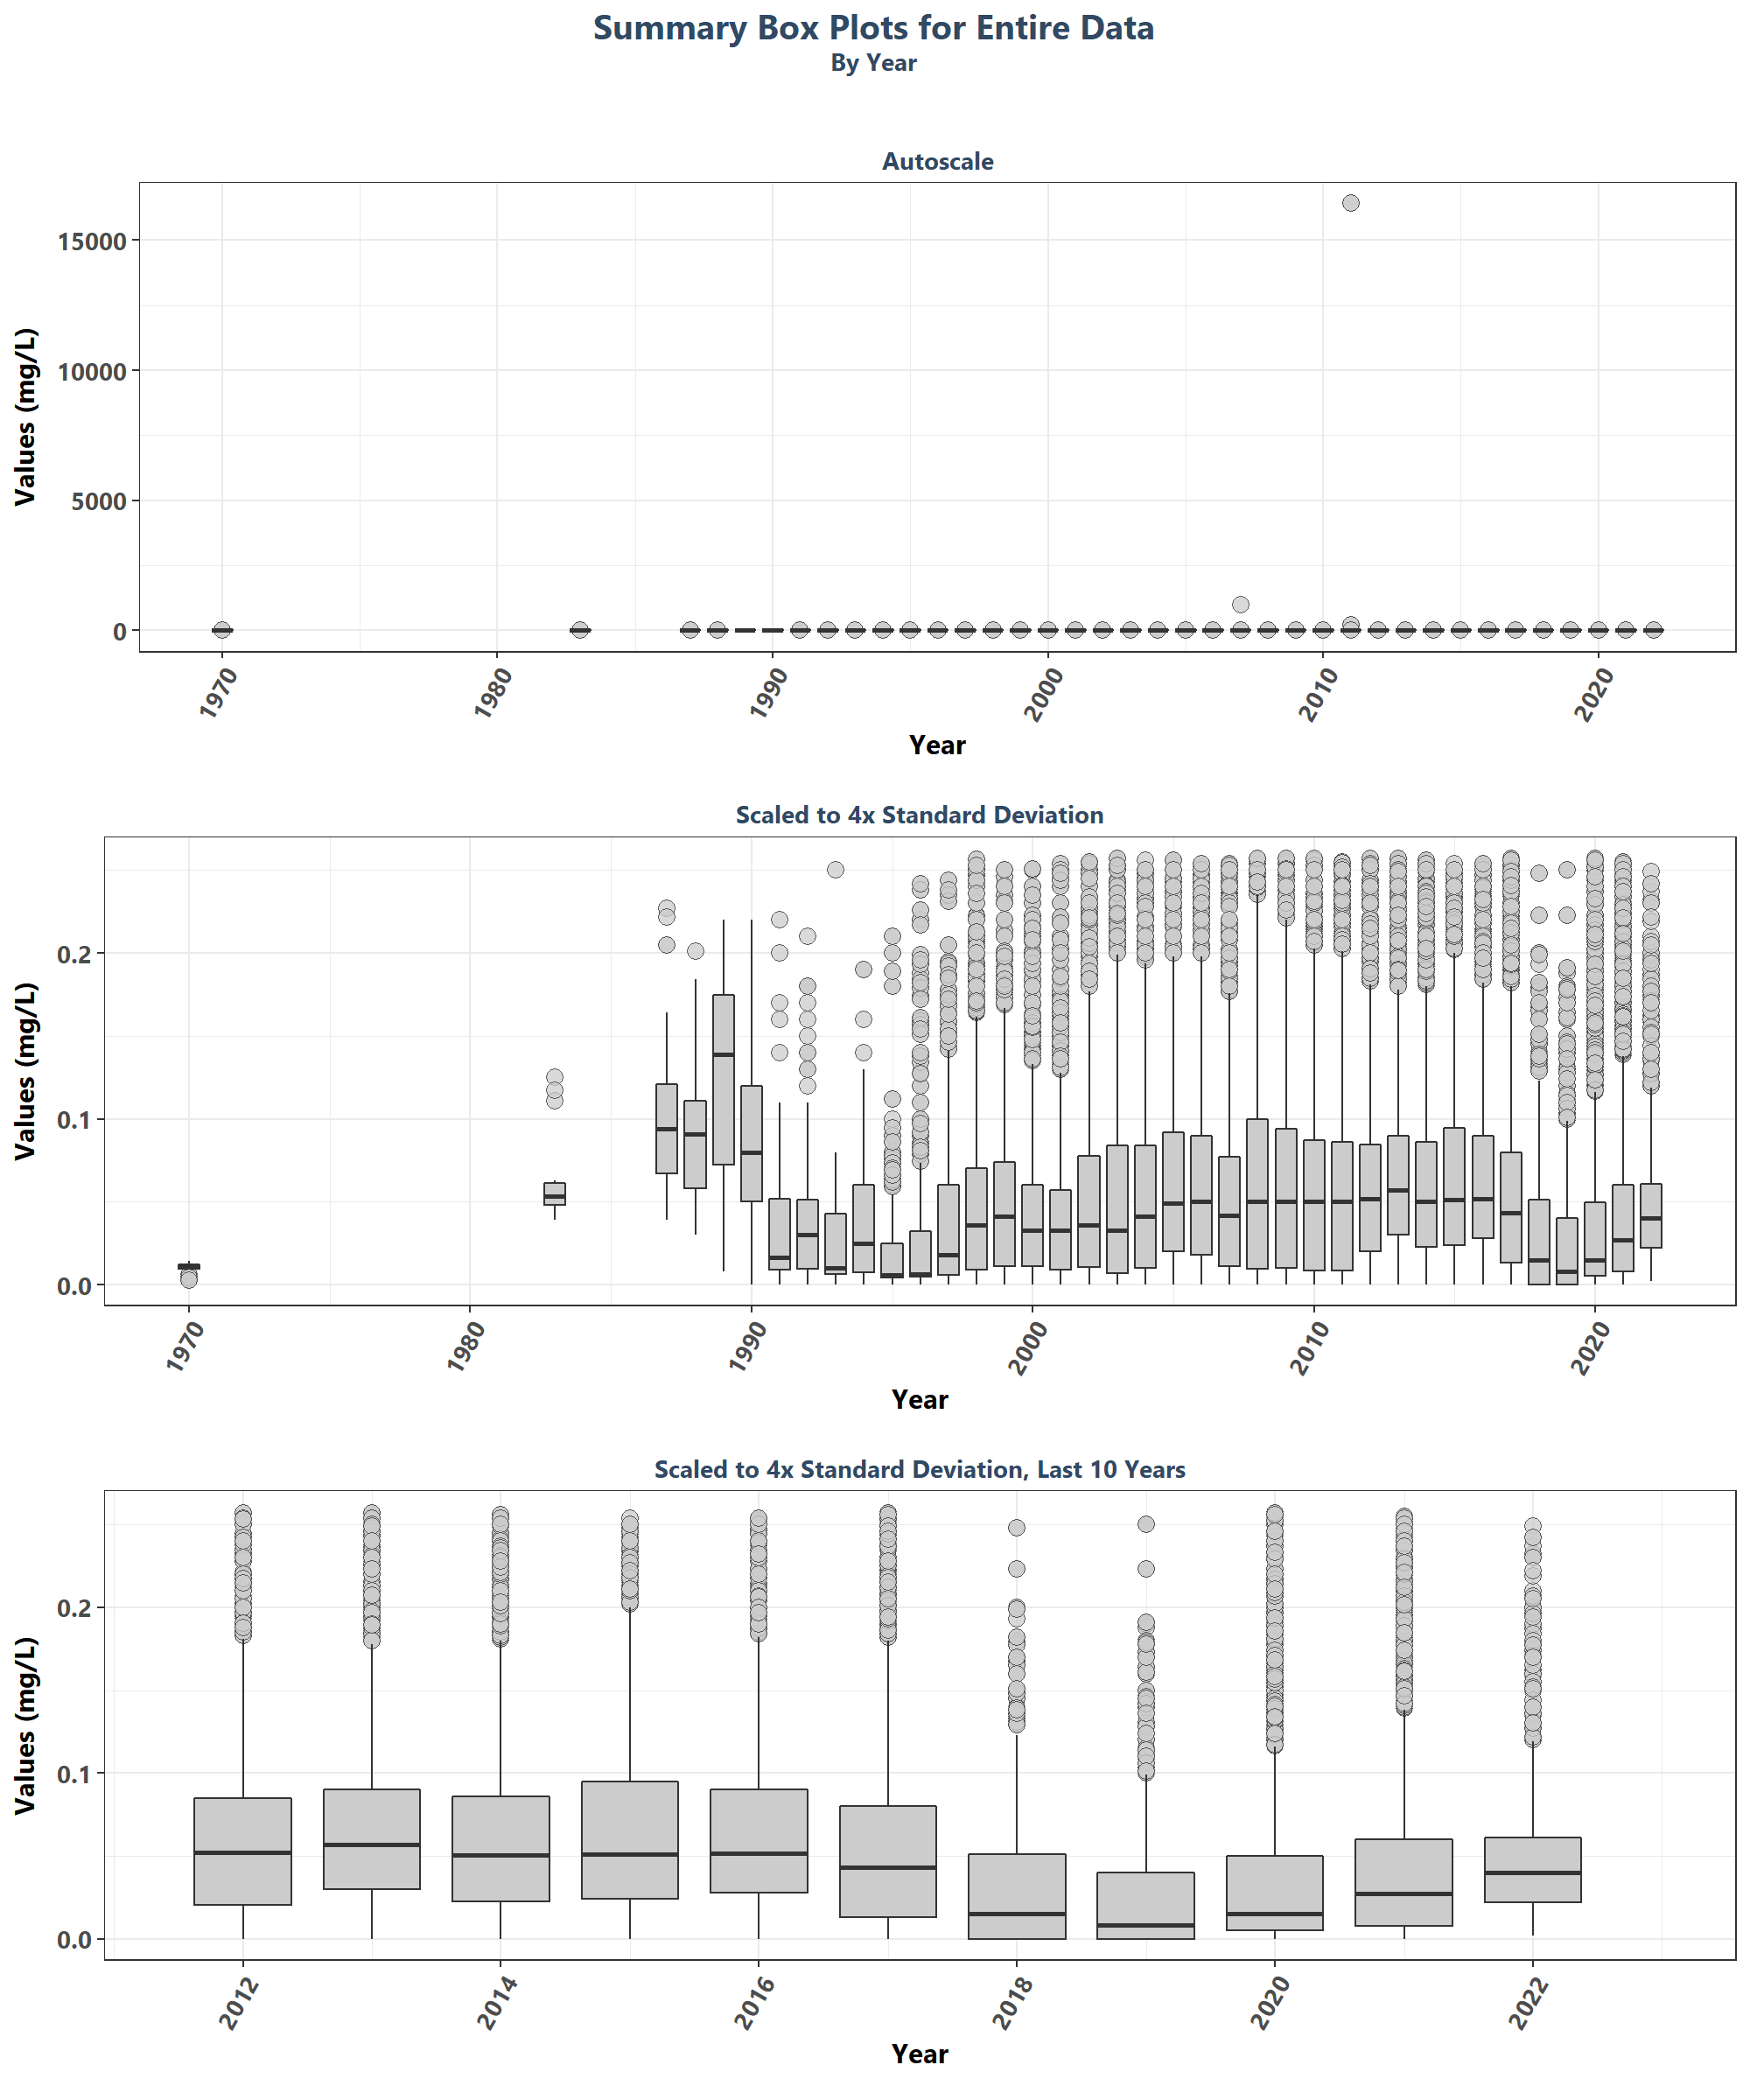 Summary Box Plots for Entire Data
By Year
Autoscale
Values (mg/L)
15000
10000
5000
0
1970 1980 1990 2000 2010 2020
Year
Scaled to 4x Standard Deviation
Values (mg/L)
0.2
0.1
0.0
1970 1980 1990 2000 2010 2020
Year
Scaled to 4x Standard Deviation, Last 10 Years
Values (mg/L)
0.2
0.1
0.0
2012 2014 2016 2018 2020 2022
Year